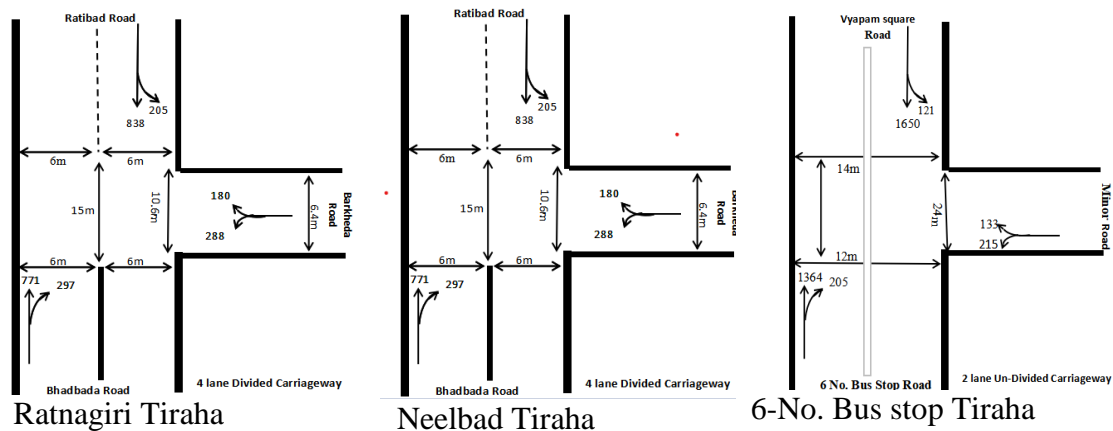 Ratibad Road
205
838
6m
6m
15m
10.6m
180
288
6.4m
Barkheda
Road
6m
6m
771
297
Bhadbada Road
4 lane Divided Carriageway
Ratnagiri Tiraha
Ratibad Road
205
838
6m
6m
15m
10.6m
180
288
6.4m
Barkheda
Road
6m
6m
771
297
Bhadbada Road
4 lane Divided Carriageway
Neelbad Tiraha
Vyapam square
Road
121
1650
14m
24m
133
215
Minor Road
12m
1364
205
6 No. Bus Stop Road
2 lane Un-Divided Carriageway
6-No. Bus stop Tiraha